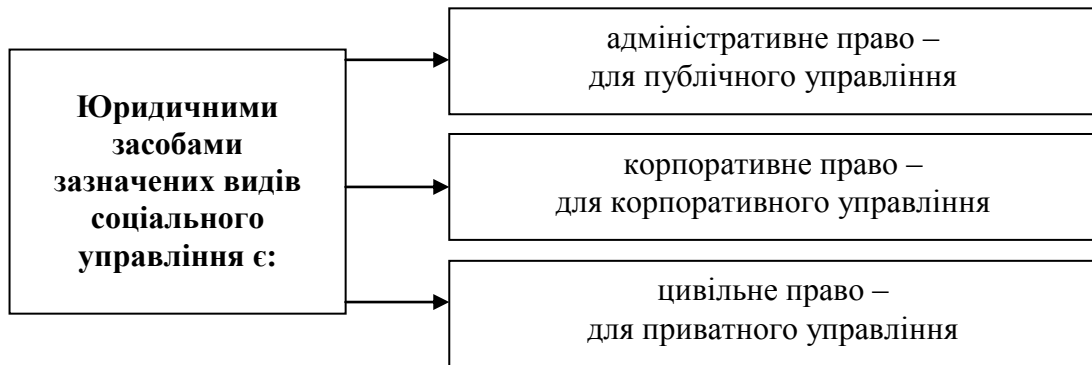 Юридичними
засобами
зазначених видів
соціального
управління є:
адміністративне право –
для публічного управління
корпоративне право –
для корпоративного управління
цивільне право –
для приватного управління